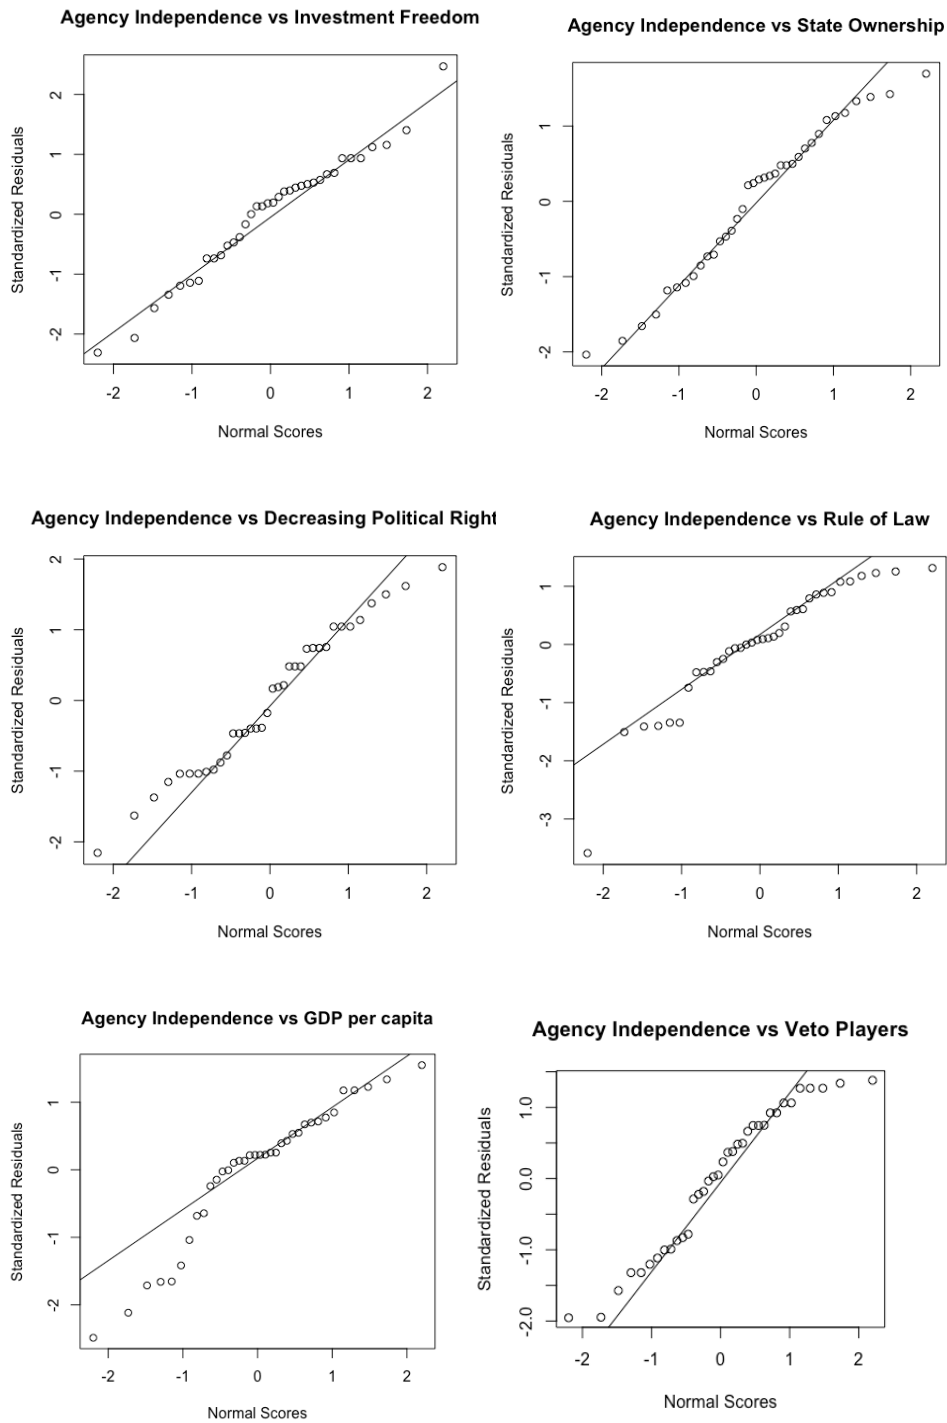 Agency Independence vs Investment Freedom
Standardized Residuals
2
1
0
-1
-2
-2 -1 0 1 2
Normal Scores
Agency Independence vs State Ownership
Standardized Residuals
1
0
-1
-2
-2 -1 0 1 2
Normal Scores
Agency Independence vs Decreasing Political Right
Standardized Residuals
2
1
0
-1
-2
-2 -1 0 1 2
Normal Scores
Agency Independence vs Rule of Law
Standardized Residuals
1
0
-1
-2
-3
-2 -1 0 1 2
Normal Scores
Agency Independence vs GDP per capita
Standardized Residuals
1
0
-1
-2
-2 -1 0 1 2
Normal Scores
Agency Independence vs Veto Players
Standardized Residuals
1.0
0.0
-1.0
-2.0
-2 -1 0 1 2
Normal Scores